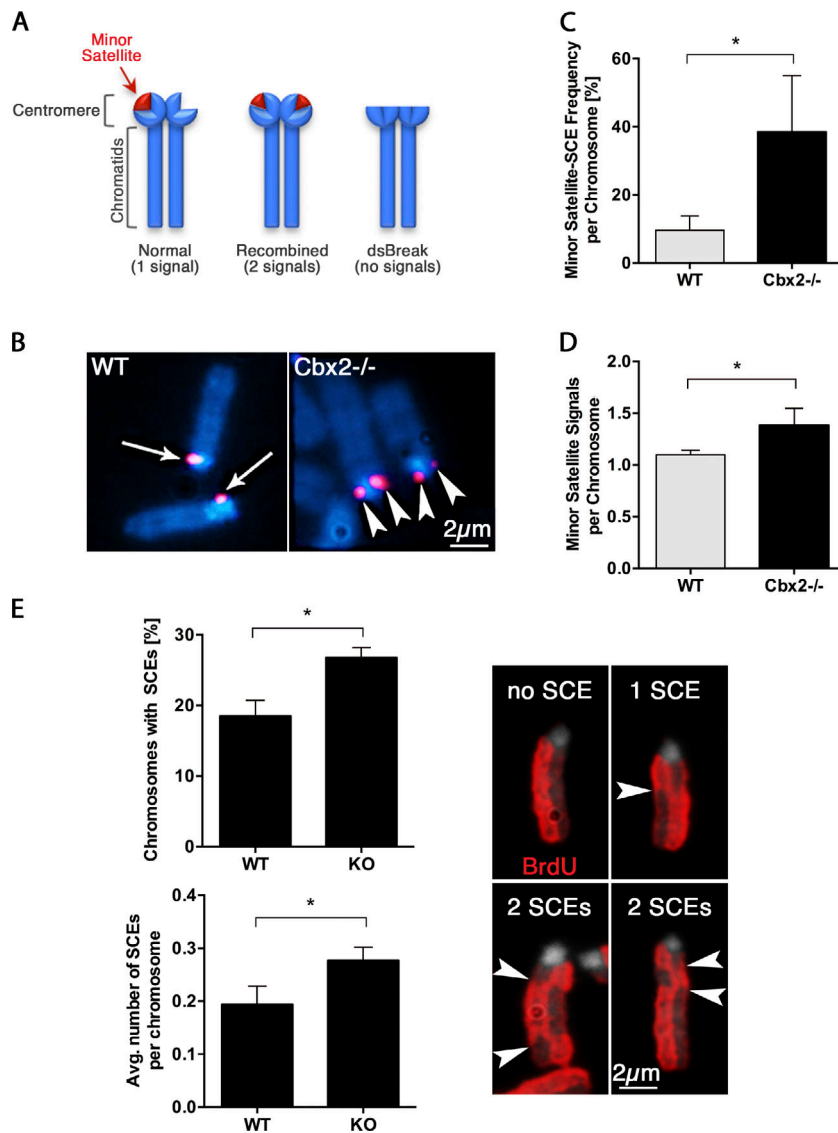 A
Minor
Satellite
Centromere
Chromatids
Normal
(1 signal)
Recombined
(2 signals)
dsBreak
(no signals)
B
WT
Cbx2-/-
2µm
C
Minor Satellite-SCE Frequency
per Chromosome [%]
60
40
20
0
*
WT
Cbx2-/-
D
Minor Satellite Signals
per Chromosome
2.0
1.5
1.0
0.5
0.0
*
WT
Cbx2-/-
E
Chromosomes with SCEs [%]
30
20
10
0
*
WT
KO
Avg. number of SCEs
per chromosome
0.4
0.3
0.2
0.1
0.0
*
WT
KO
no SCE
1 SCE
BrdU
2 SCEs
2 SCEs
2µm